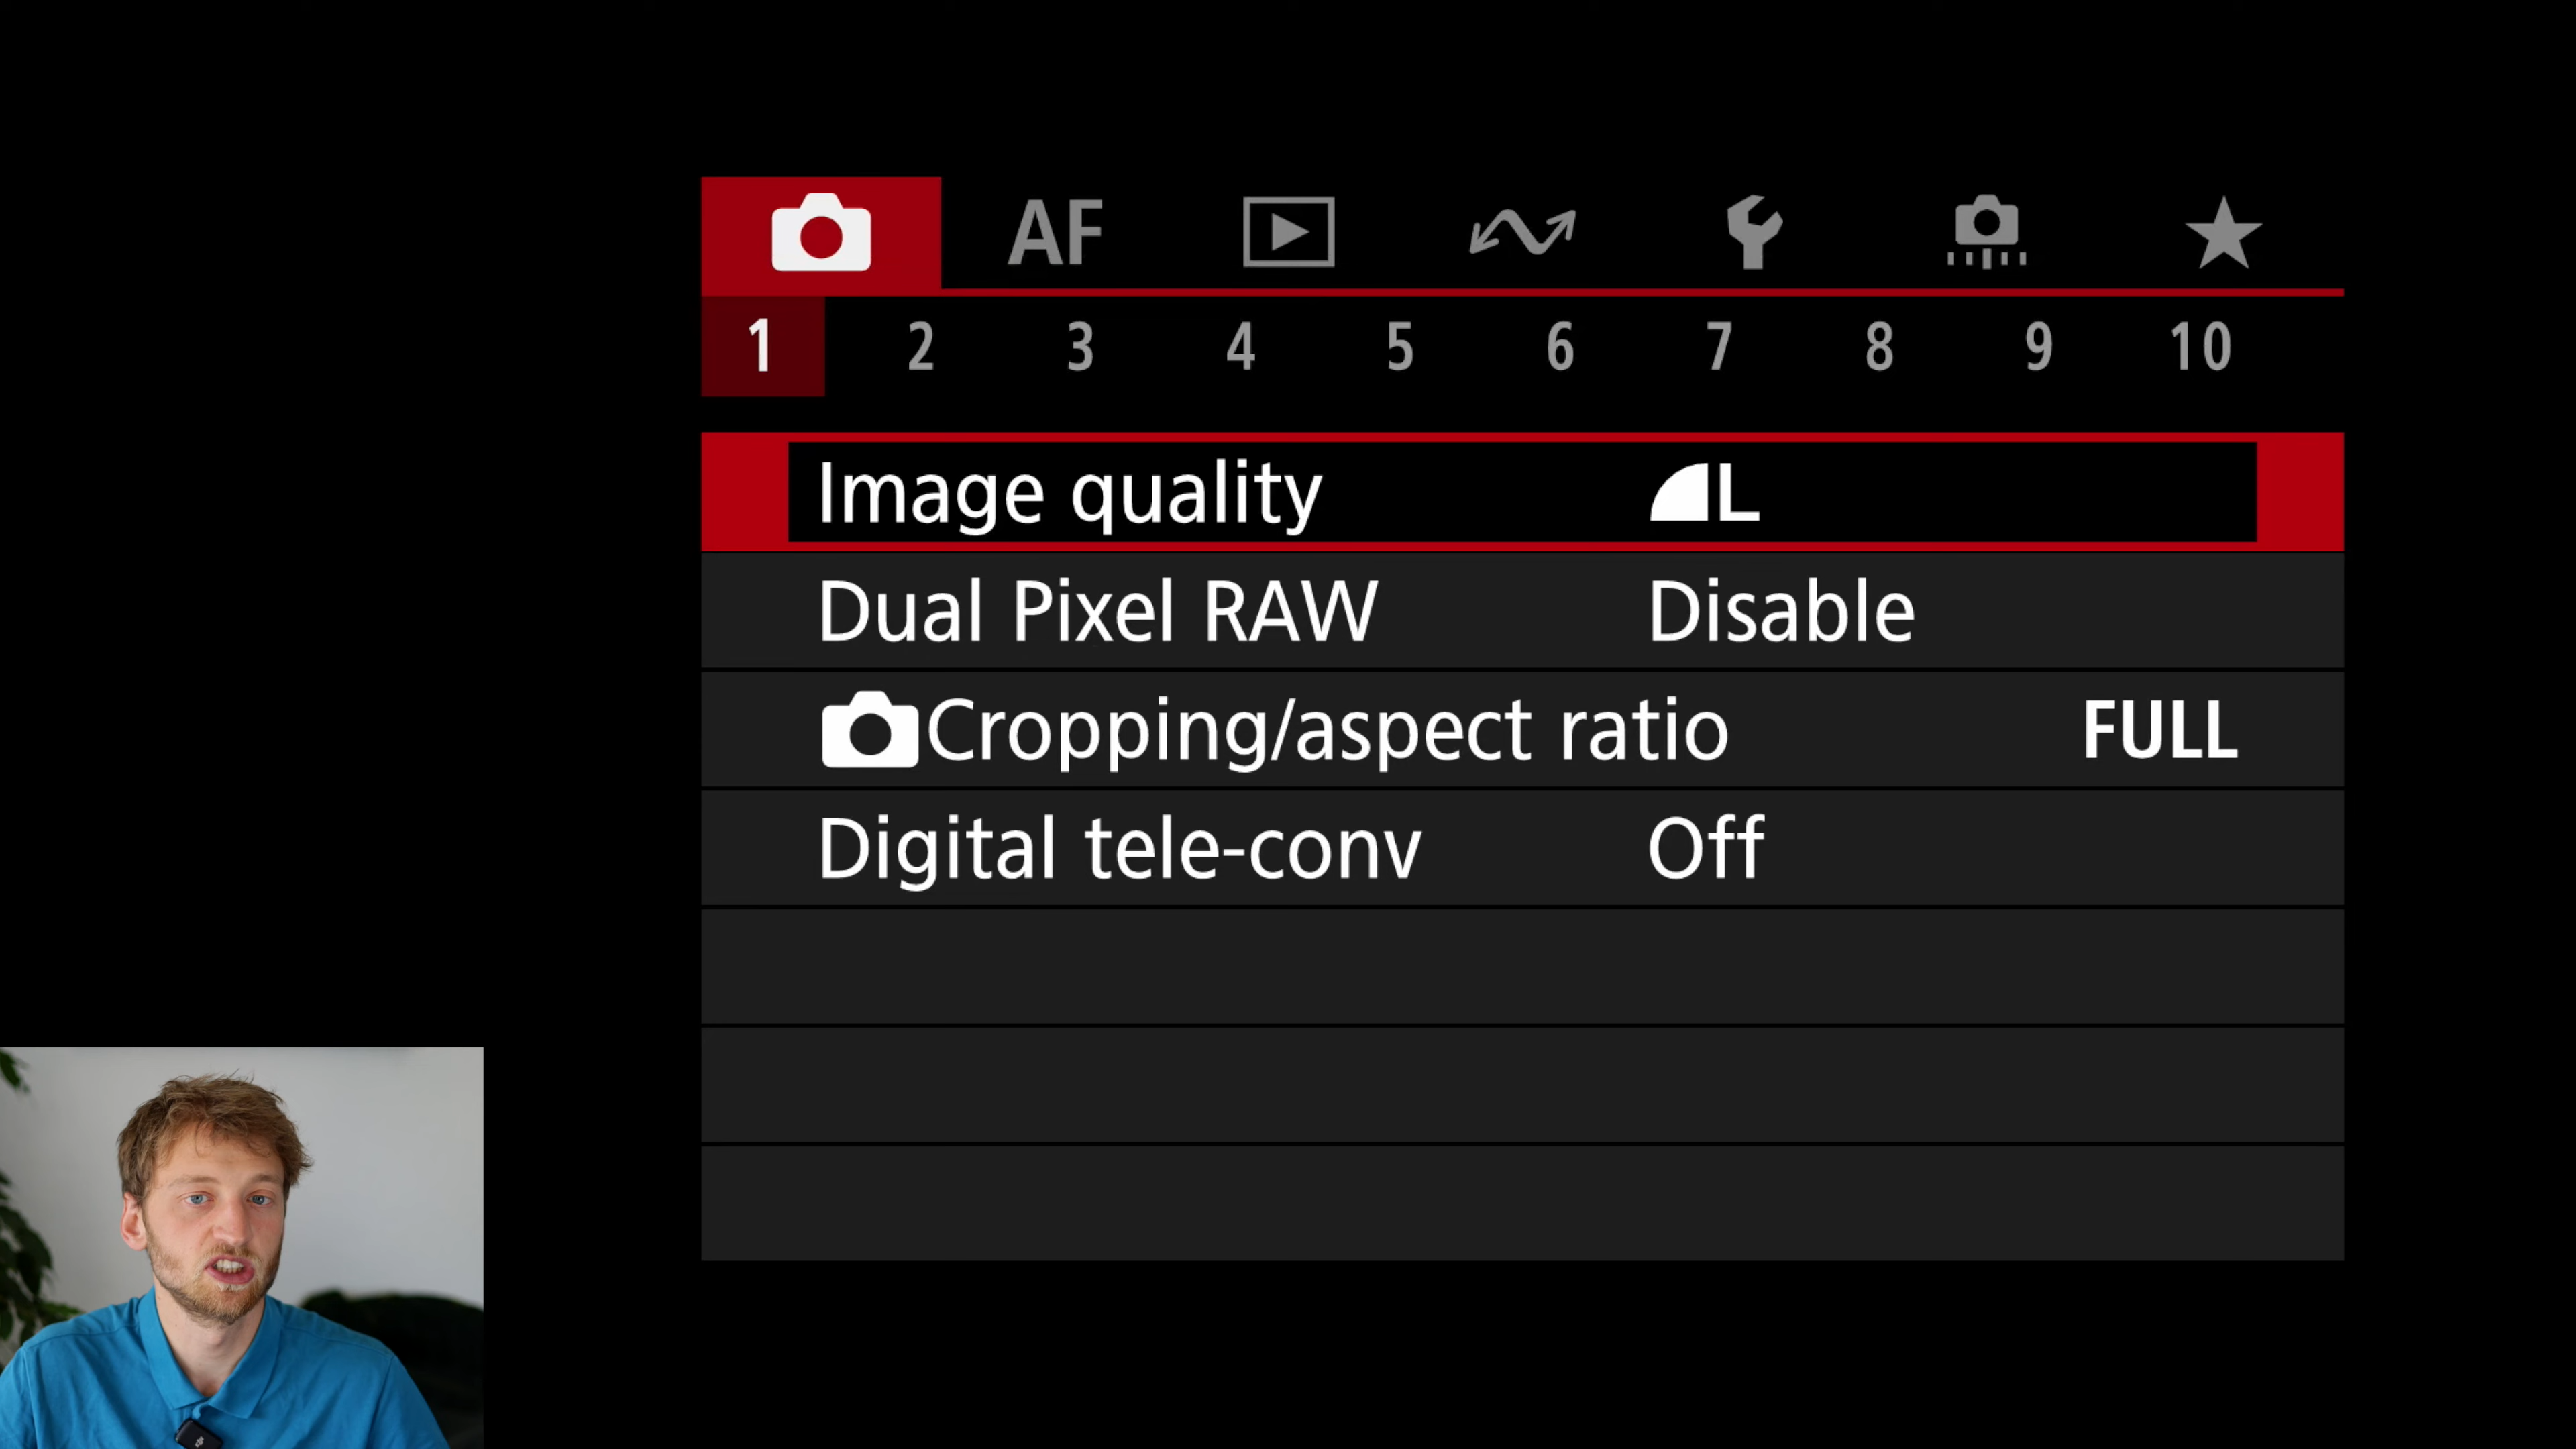 AF
1 2 3 4 5 6 7 8 9 10
Image quality L
Dual Pixel RAW Disable
Cropping/aspect ratio FULL
Digital tele-conv Off